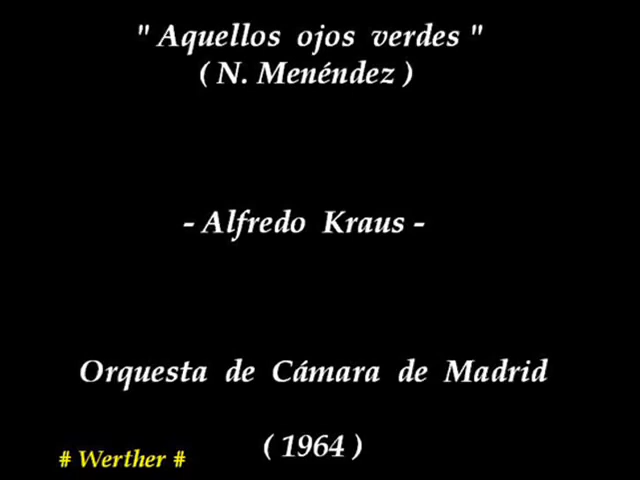 " Aquellos ojos verdes "
( N. Menéndez )
- Alfredo Kraus -
Orquesta de Cámara de Madrid
( 1964 )
# Werther #